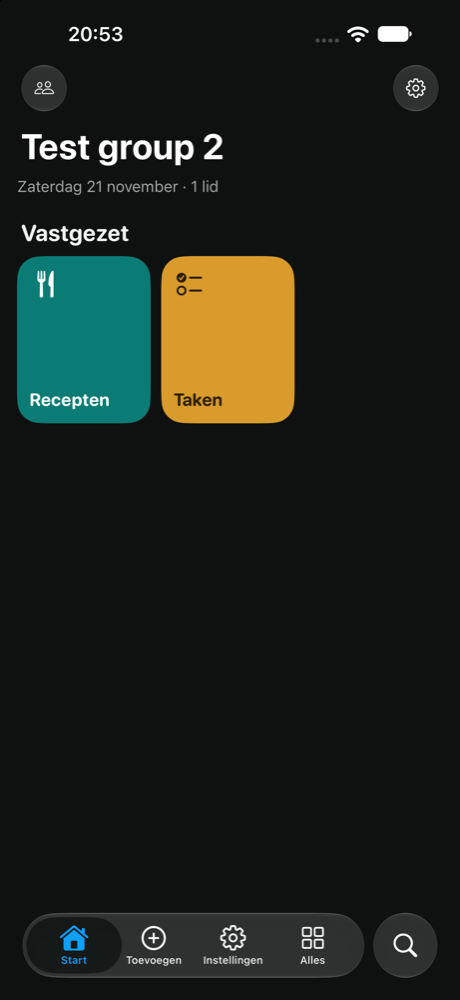 20:53
Test group 2
Zaterdag 21 november · 1 lid
Vastgezet
Recepten
Taken
Start
Toevoegen
Instellingen
Alles